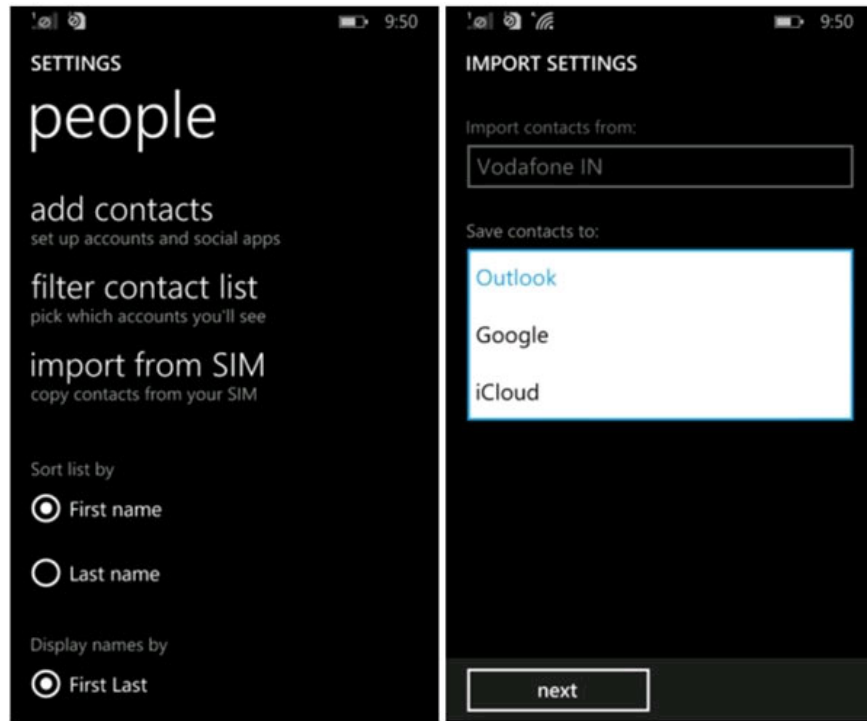 9:50
SETTINGS
people
add contacts
set up accounts and social apps
filter contact list
pick which accounts you'll see
import from SIM
copy contacts from your SIM
Sort list by
First name
Last name
Display names by
First Last
9:50
IMPORT SETTINGS
Import contacts from:
Vodafone IN
Save contacts to:
Outlook
Google
iCloud
next